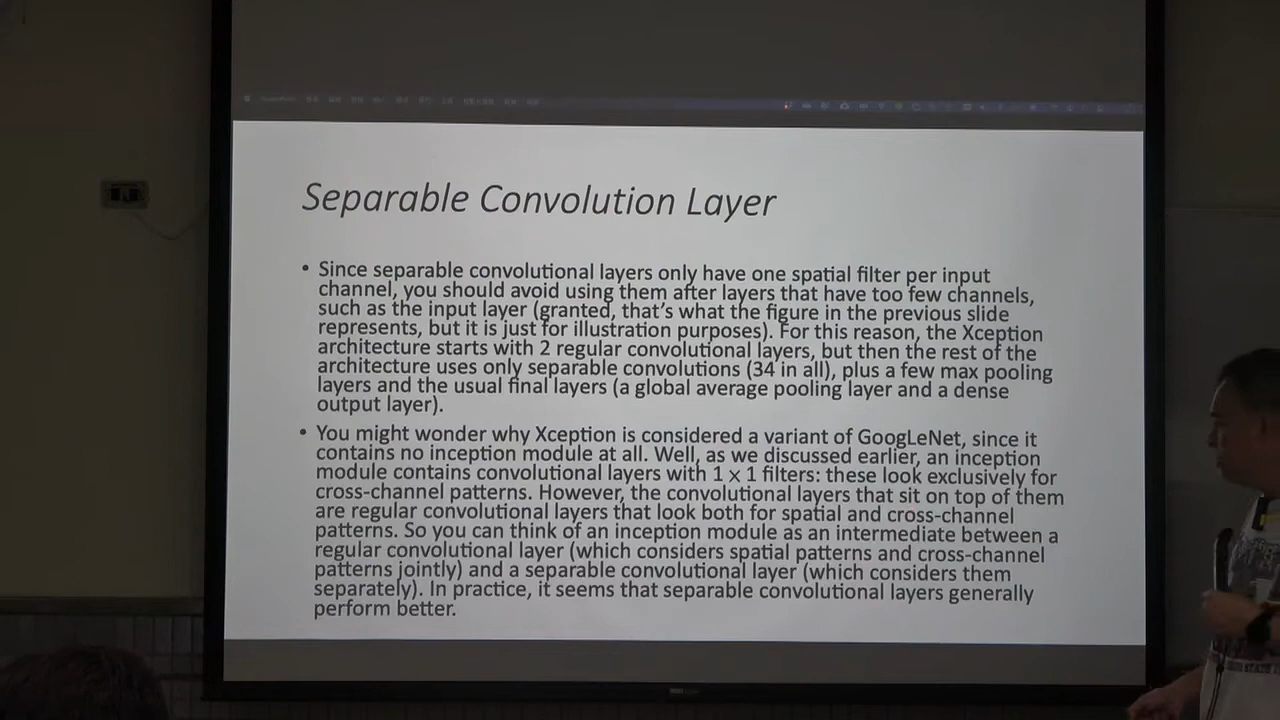 Separable Convolution Layer
• Since separable convolutional layers only have one spatial filter per input
channel, you should avoid using them after layers that have too few channels,
such as the input layer (granted, that's what the figure in the previous slide
represents, but it is just for illustration purposes). For this reason, the Xception
architecture starts with 2 regular convolutional layers, but then the rest of the
architecture uses only separable convolutions (34 in all), plus a few max pooling
layers and the usual final layers (a global average pooling layer and a dense
output layer).
• You might wonder why Xception is considered a variant of GoogLeNet, since it
contains no inception module at all. Well, as we discussed earlier, an inception
module contains convolutional layers with 1 x 1 filters: these look exclusively for
cross-channel patterns. However, the convolutional layers that sit on top of them
are regular convolutional layers that look both for spatial and cross-channel
patterns. So you can think of an inception module as an intermediate between a
regular convolutional layer (which considers spatial patterns and cross-channel
patterns jointly) and a separable convolutional layer (which considers them
separately). In practice, it seems that separable convolutional layers generally
perform better.